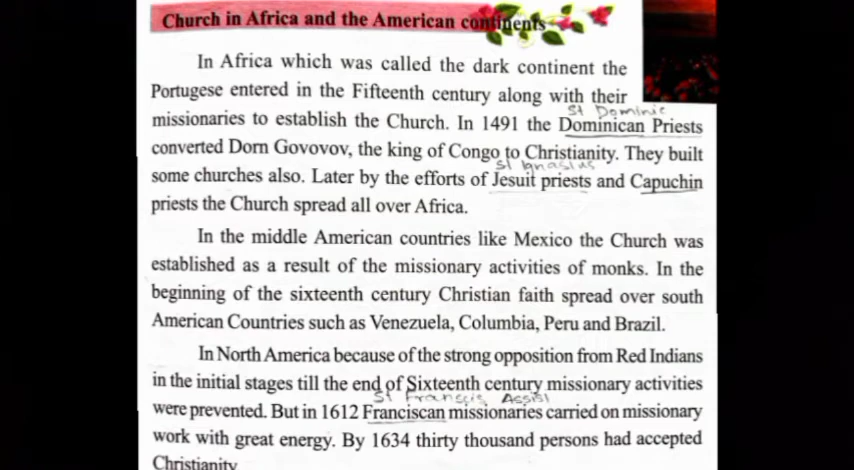 Church in Africa and the American continents
In Africa which was called the dark continent the
Portugese entered in the Fifteenth century along with their
St Dominic
missionaries to establish the Church. In 1491 the Dominican Priests
converted Dorn Govovov, the king of Congo to Christianity. They built
St Ignasius
some churches also. Later by the efforts of Jesuit priests and Capuchin
priests the Church spread all over Africa.
In the middle American countries like Mexico the Church was
established as a result of the missionary activities of monks. In the
beginning of the sixteenth century Christian faith spread over south
American Countries such as Venezuela, Columbia, Peru and Brazil.
In North America because of the strong opposition from Red Indians
in the initial stages till the end of Sixteenth century missionary activities
St Francis Assisi
were prevented. But in 1612 Franciscan missionaries carried on missionary
work with great energy. By 1634 thirty thousand persons had accepted
Christianity